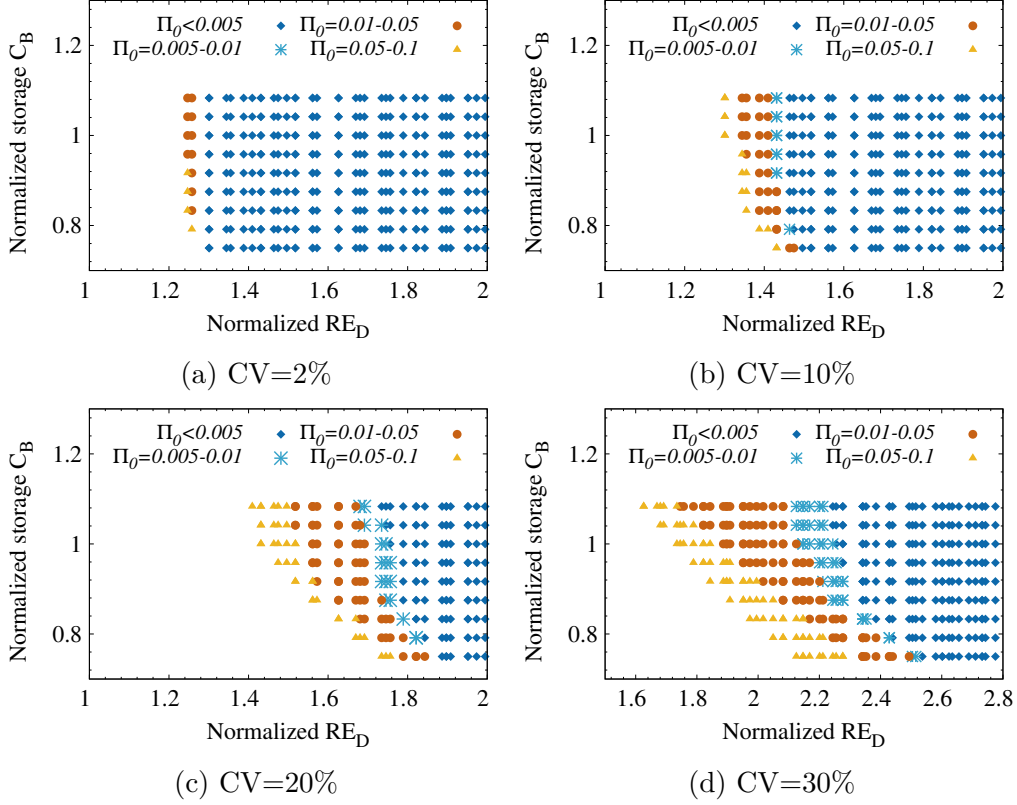 Π0<0.005 Π0=0.01-0.05
Π0=0.005-0.01 Π0=0.05-0.1
Normalized storage CB
1.2
1
0.8
1 1.2 1.4 1.6 1.8 2
Normalized RED
(a) CV=2%
Π0<0.005 Π0=0.01-0.05
Π0=0.005-0.01 Π0=0.05-0.1
Normalized storage CB
1.2
1
0.8
1 1.2 1.4 1.6 1.8 2
Normalized RED
(b) CV=10%
Π0<0.005 Π0=0.01-0.05
Π0=0.005-0.01 Π0=0.05-0.1
Normalized storage CB
1.2
1
0.8
1 1.2 1.4 1.6 1.8 2
Normalized RED
(c) CV=20%
Π0<0.005 Π0=0.01-0.05
Π0=0.005-0.01 Π0=0.05-0.1
Normalized storage CB
1.2
1
0.8
1.6 1.8 2 2.2 2.4 2.6 2.8
Normalized RED
(d) CV=30%